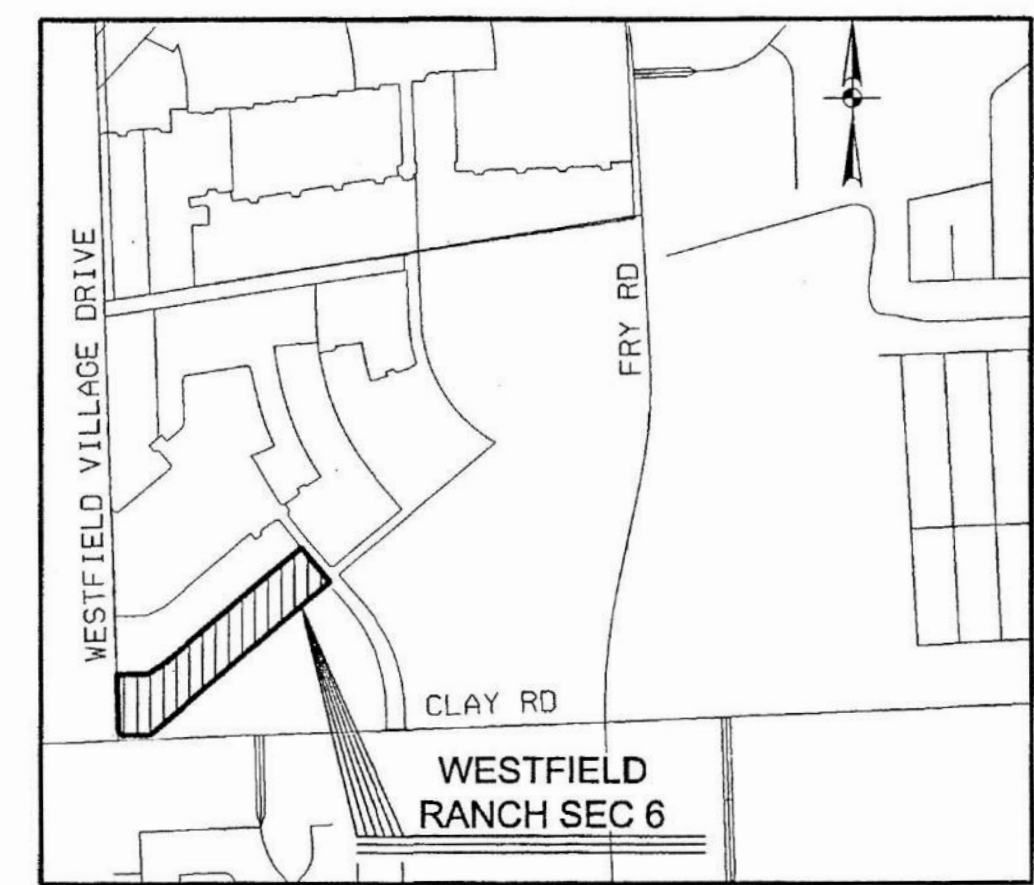 WESTFIELD VILLAGE DRIVE
FRY RD
CLAY RD
WESTFIELD
RANCH SEC 6